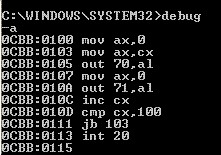 C:\WINDOWS\SYSTEM32>debug
-a
0CBB:0100 mov ax,0
0CBB:0103 mov ax,cx
0CBB:0105 out 70,al
0CBB:0107 mov ax,0
0CBB:010A out 71,al
0CBB:010C inc cx
0CBB:010D cmp cx,100
0CBB:0111 jb 103
0CBB:0113 int 20
0CBB:0115